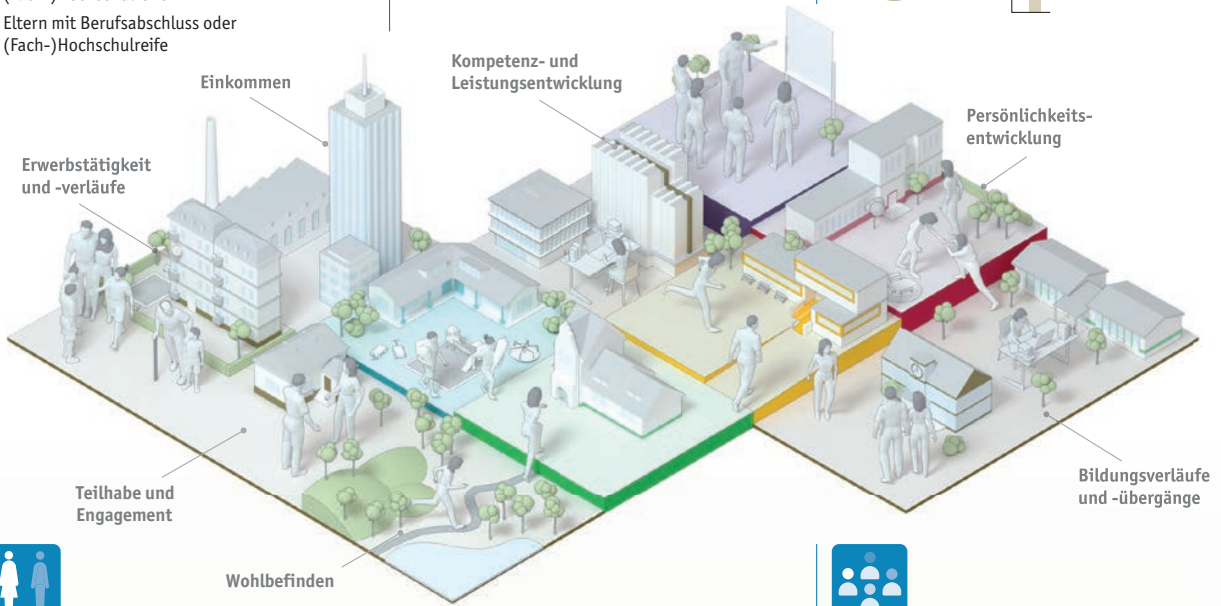 Eltern mit Berufsabschluss oder
(Fach-)Hochschulreife
Einkommen
Kompetenz- und
Leistungsentwicklung
Persönlichkeits-
entwicklung
Erwerbstätigkeit
und -verläufe
Teilhabe und
Engagement
Wohlbefinden
Bildungsverläufe
und -übergänge